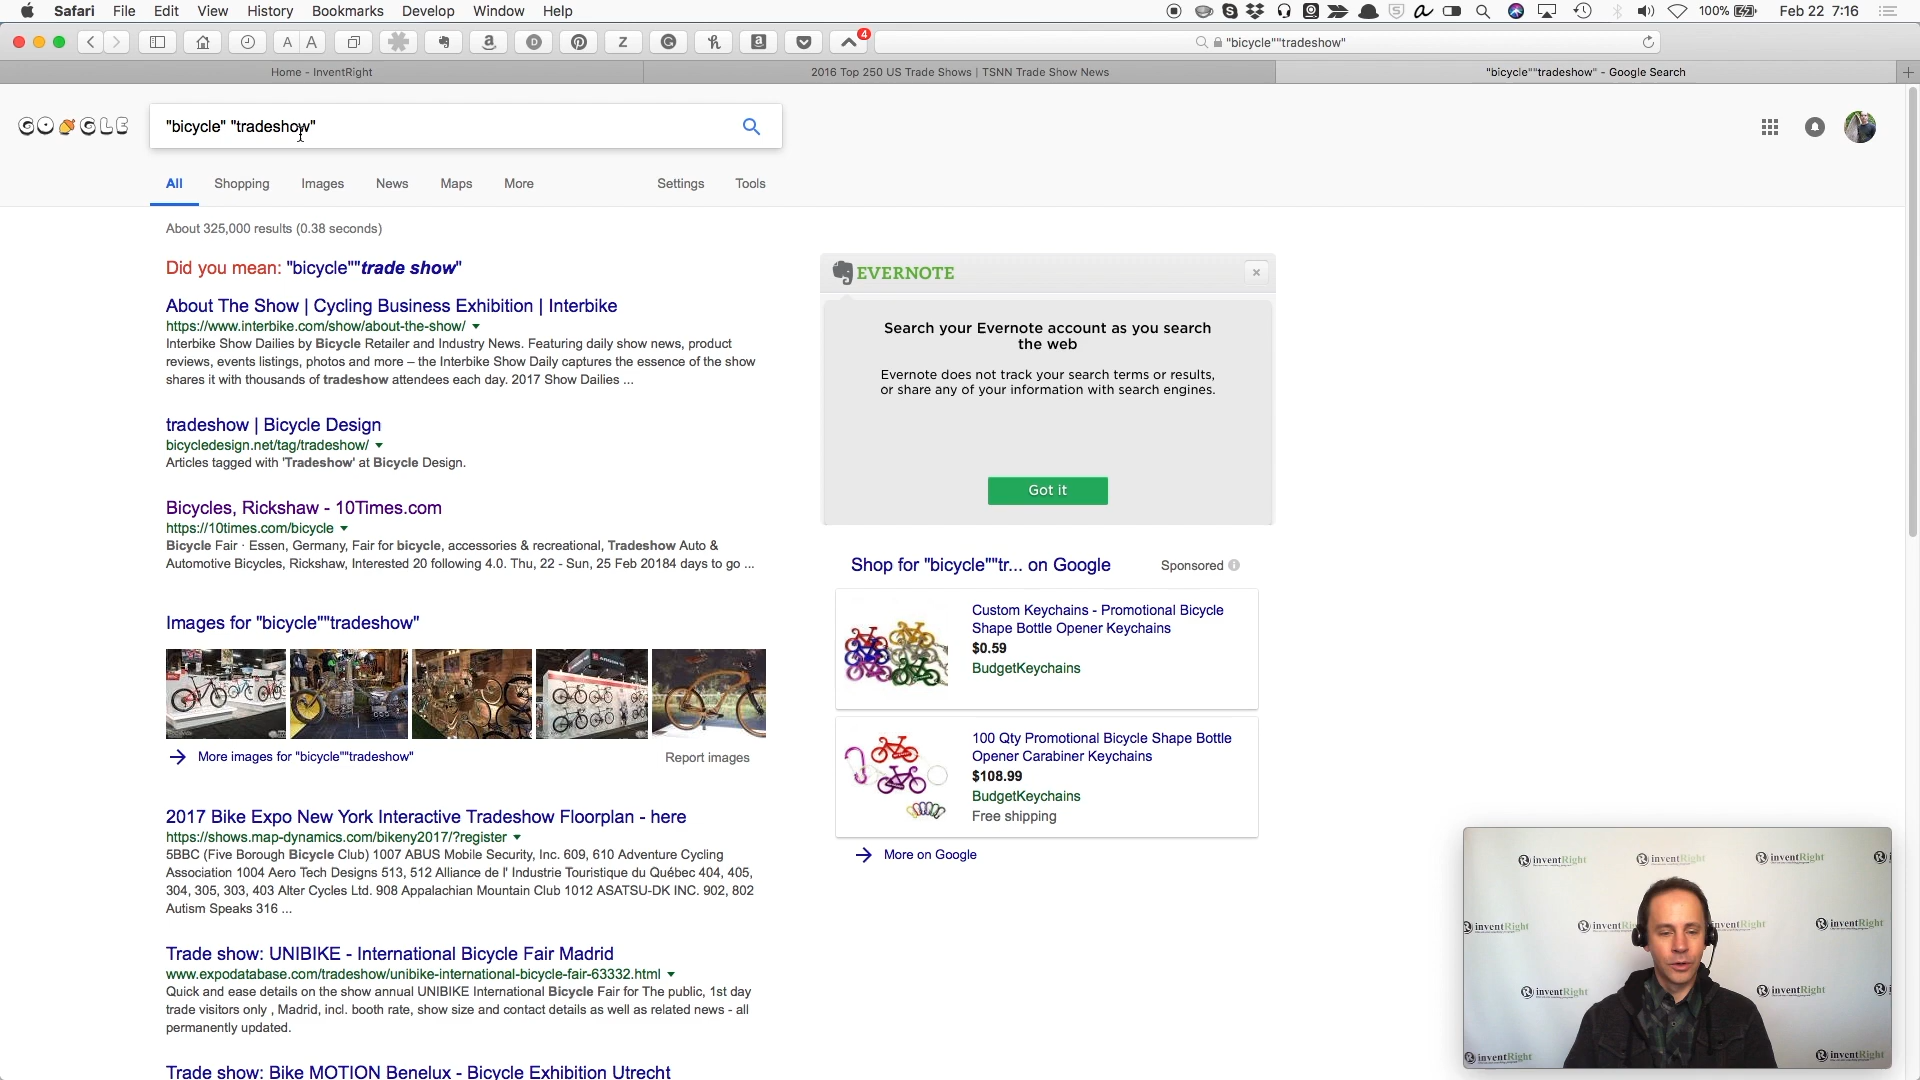 Safari File Edit View History Bookmarks Develop Window Help
100% Feb 22 7:16
4
"bicycle""tradeshow"
Home - InventRight
2016 Top 250 US Trade Shows | TSNN Trade Show News
"bicycle""tradeshow" - Google Search
GOOGLE
"bicycle" "tradeshow"
All Shopping Images News Maps More Settings Tools
About 325,000 results (0.38 seconds)
Did you mean: "bicycle""trade show"
About The Show | Cycling Business Exhibition | Interbike
https://www.interbike.com/show/about-the-show/
Interbike Show Dailies by Bicycle Retailer and Industry News. Featuring daily show news, product
reviews, events listings, photos and more – the Interbike Show Daily captures the essence of the show
shares it with thousands of tradeshow attendees each day. 2017 Show Dailies ...
tradeshow | Bicycle Design
bicycledesign.net/tag/tradeshow/
Articles tagged with 'Tradeshow' at Bicycle Design.
Bicycles, Rickshaw - 10Times.com
https://10times.com/bicycle
Bicycle Fair · Essen, Germany, Fair for bicycle, accessories & recreational, Tradeshow Auto &
Automotive Bicycles, Rickshaw, Interested 20 following 4.0. Thu, 22 - Sun, 25 Feb 20184 days to go ...
Images for "bicycle""tradeshow"
More images for "bicycle""tradeshow"
Report images
2017 Bike Expo New York Interactive Tradeshow Floorplan - here
https://shows.map-dynamics.com/bikeny2017/?register
5BBC (Five Borough Bicycle Club) 1007 ABUS Mobile Security, Inc. 609, 610 Adventure Cycling
Association 1004 Aero Tech Designs 513, 512 Alliance de l' Industrie Touristique du Québec 404, 405,
304, 305, 303, 403 Alter Cycles Ltd. 908 Appalachian Mountain Club 1012 ASATSU-DK INC. 902, 802
Autism Speaks 316 ...
Trade show: UNIBIKE - International Bicycle Fair Madrid
www.expodatabase.com/tradeshow/unibike-international-bicycle-fair-63332.html
Quick and ease details on the show annual UNIBIKE International Bicycle Fair for The public, 1st day
trade visitors only , Madrid, incl. booth rate, show size and contact details as well as related news - all
permanently updated.
Trade show: Bike MOTION Benelux - Bicycle Exhibition Utrecht
EVERNOTE
Search your Evernote account as you search
the web
Evernote does not track your search terms or results,
or share any of your information with search engines.
Got it
Shop for "bicycle""tr... on Google
Sponsored
Custom Keychains - Promotional Bicycle
Shape Bottle Opener Keychains
$0.59
BudgetKeychains
100 Qty Promotional Bicycle Shape Bottle
Opener Carabiner Keychains
$108.99
BudgetKeychains
Free shipping
More on Google
inventRight inventRight inventRight
inventRight inventRight inventRight inventRight
inventRight inventRight
inventRight inventRight